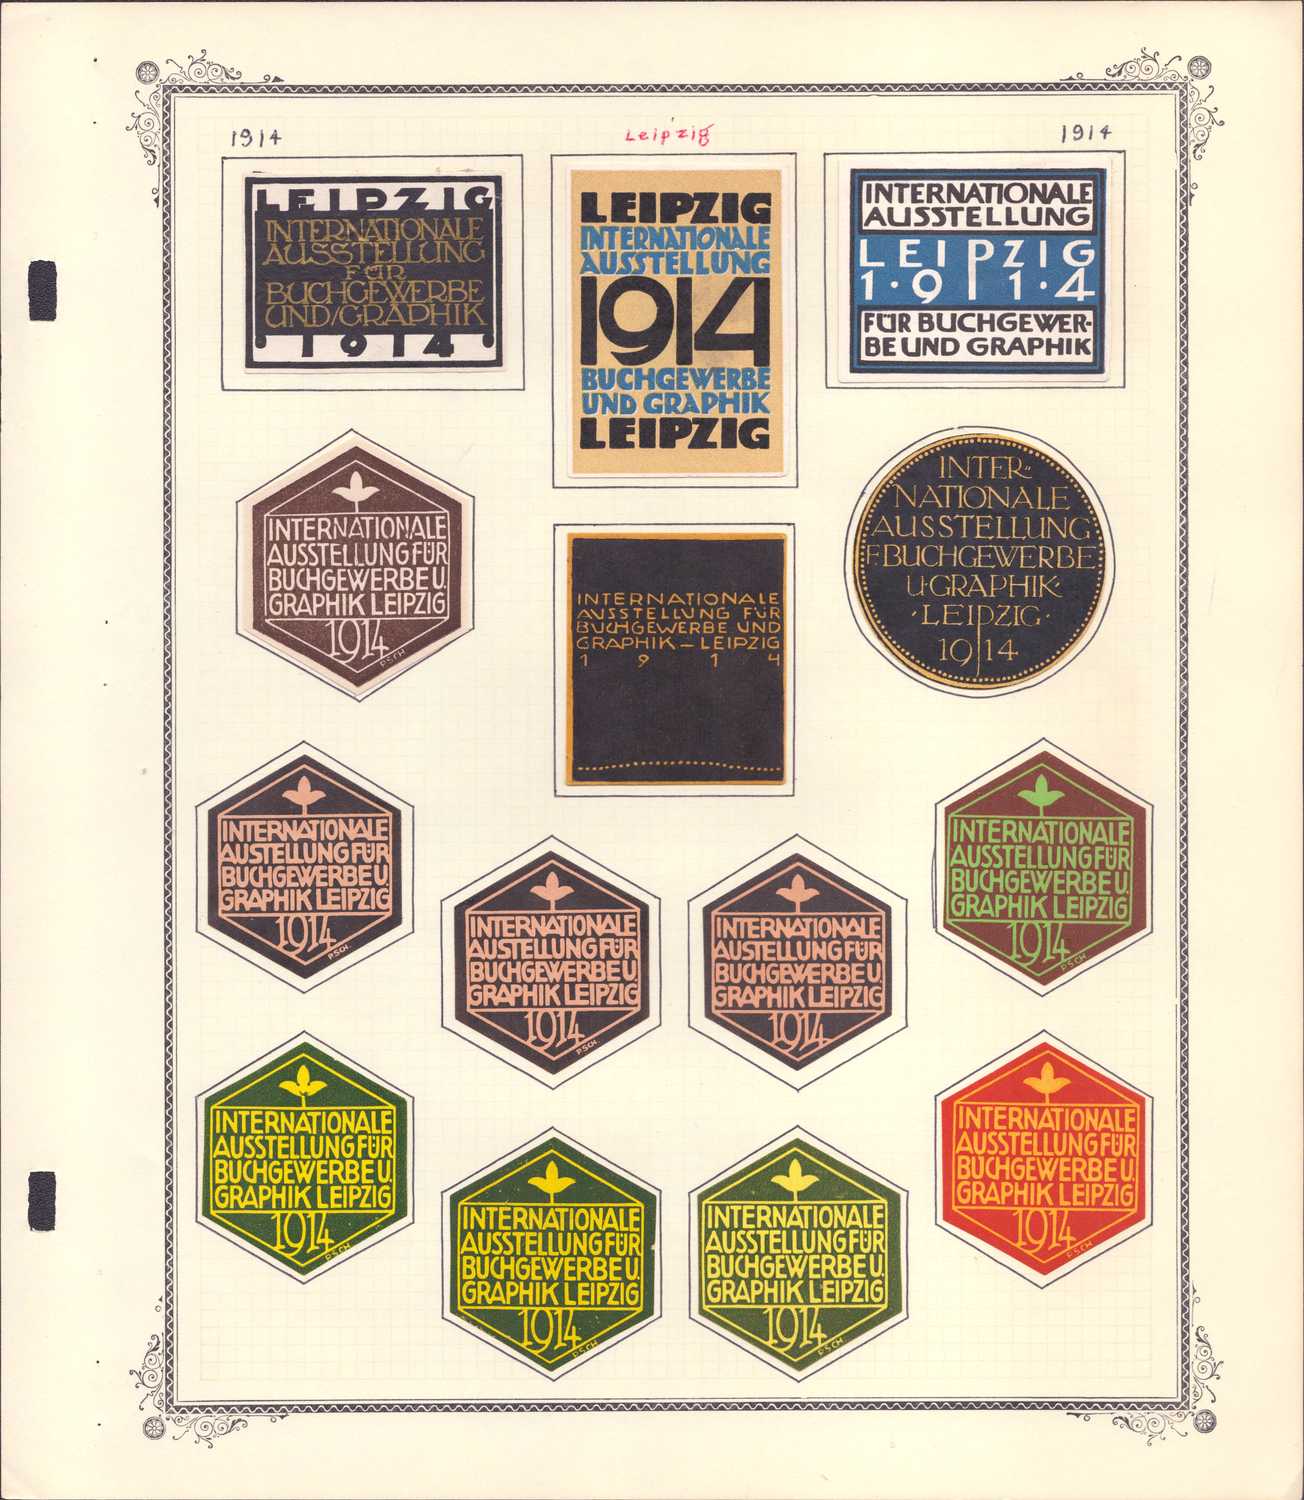 1914
Leipzig
1914
LEIPZIG
INTERNATIONALE
AUSSTELLUNG
FÜR
BUCHGEWERBE
UND/GRAPHIK
1914
LEIPZIG
INTERNATIONALE
AUSSTELLUNG
1914
BUCHGEWERBE
UND GRAPHIK
LEIPZIG
INTERNATIONALE
AUSSTELLUNG
LEIPZIG
1·9 1·4
FÜR BUCHGEWER-
BE UND GRAPHIK
INTERNATIONALE
AUSSTELLUNG FÜR
BUCHGEWERBE U.
GRAPHIK LEIPZIG
1914
P.SCH
INTERNATIONALE
AUSSTELLUNG FÜR
BUCHGEWERBE UND
GRAPHIK – LEIPZIG
1 9 1 4
INTER-
NATIONALE
AUSSTELLUNG
F. BUCHGEWERBE
U·GRAPHIK·
·LEIPZIG·
19 14
INTERNATIONALE
AUSTELLUNG FÜR
BUCHGEWERBE U.
GRAPHIK LEIPZIG
1914
P.SCH.
INTERNATIONALE
AUSTELLUNG FÜR
BUCHGEWERBE U.
GRAPHIK LEIPZIG
1914
P.SCH.
INTERNATIONALE
AUSTELLUNG FÜR
BUCHGEWERBE U.
GRAPHIK LEIPZIG
1914
INTERNATIONALE
AUSSTELLUNG FÜR
BUCHGEWERBE U.
GRAPHIK LEIPZIG
1914
P.SCH
INTERNATIONALE
AUSSTELLUNG FÜR
BUCHGEWERBE U.
GRAPHIK LEIPZIG
1914
P.SCH
INTERNATIONALE
AUSSTELLUNG FÜR
BUCHGEWERBE U.
GRAPHIK LEIPZIG
1914
P.SCH
INTERNATIONALE
AUSSTELLUNG FÜR
BUCHGEWERBE U.
GRAPHIK LEIPZIG
1914
P.SCH
INTERNATIONALE
AUSSTELLUNG FÜR
BUCHGEWERBE U.
GRAPHIK LEIPZIG
1914
P.SCH